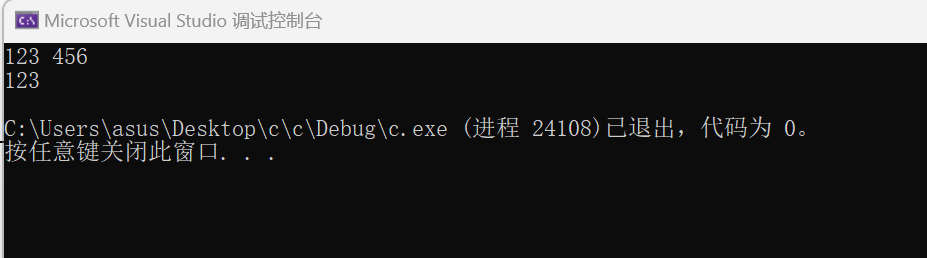 Microsoft Visual Studio 调试控制台
123 456
123
C:\Users\asus\Desktop\c\c\Debug\c.exe (进程 24108)已退出，代码为 0。
按任意键关闭此窗口. . .